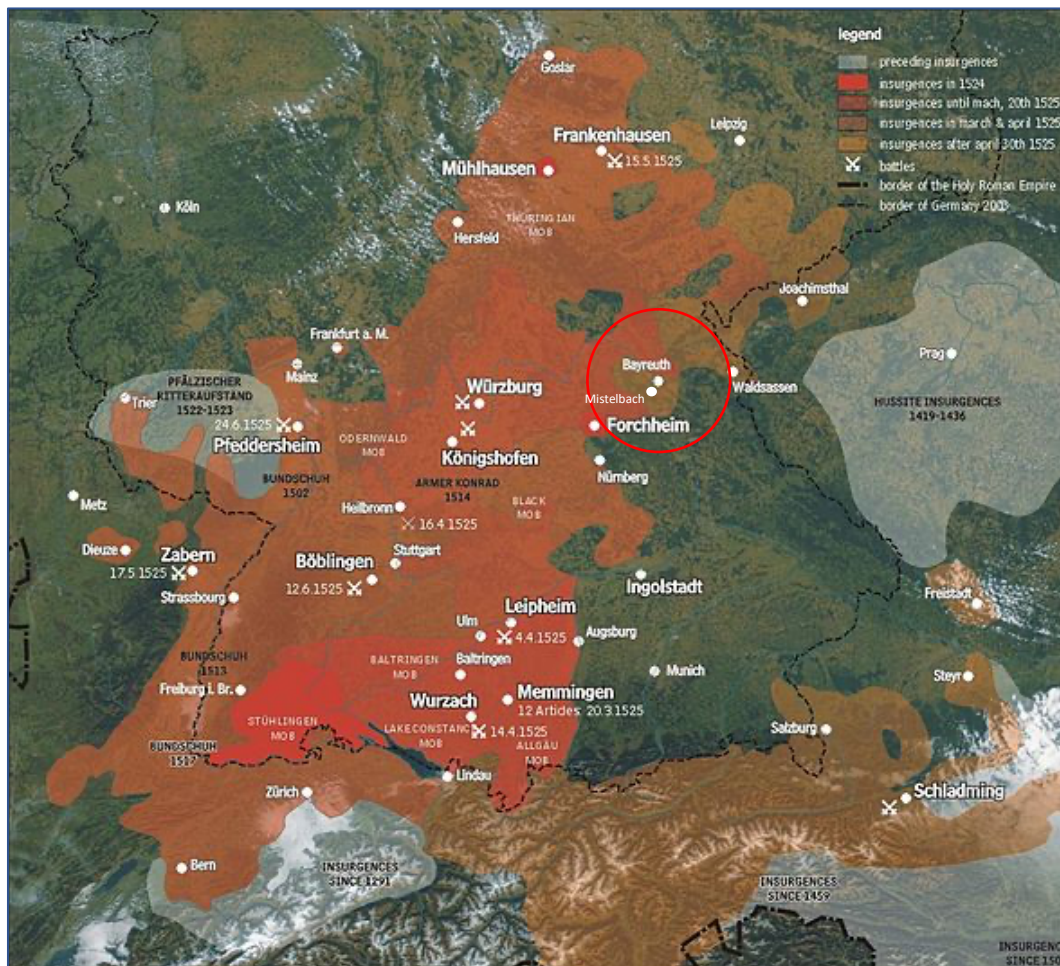 legend
preceding insurgences
insurgences in 1524
insurgences until mach, 20th 1525
insurgences in march & april 1525
insurgences after april 30th 1525
battles
border of the Holy Roman Empire
border of Germany 2003
Goslar
Frankenhausen
15.5.1525
Leipzig
Mühlhausen
Köln
THÜRINGIAN
MOB
Hersfeld
Joachimsthal
Frankfurt a. M.
Mainz
Bayreuth
Mistelbach
Waldsassen
Prag
HUSSITE INSURGENCES
1419-1436
PFÄLZISCHER
RITTERAUFSTAND
1522-1523
Trier
Würzburg
24.6.1525
Pfeddersheim
Forchheim
ODERNWALD
MOB
Königshofen
Nürnberg
BUNDSCHUH
1502
ARMER KONRAD
1514
Metz
BLACK
MOB
Heilbronn
16.4.1525
Dieuze
Zabern
17.5.1525
Stuttgart
Böblingen
12.6.1525
Ingolstadt
Strassbourg
Freistadt
Leipheim
Ulm
4.4.1525
Augsburg
BUNDSCHUH
1513
BALTRINGEN
MOB
Baltringen
Munich
Steyr
Freiburg i. Br.
Memmingen
12 Articles: 20.3.1525
Wurzach
STÜHLINGEN
MOB
LAKE CONSTANC
MOB
14.4.1525
Salzburg
BUNDSCHUH
1517
ALLGÄU
MOB
Lindau
Zürich
Schladming
Bern
INSURGENCES
SINCE 1291
INSURGENCES
SINCE 1459
INSURGENC